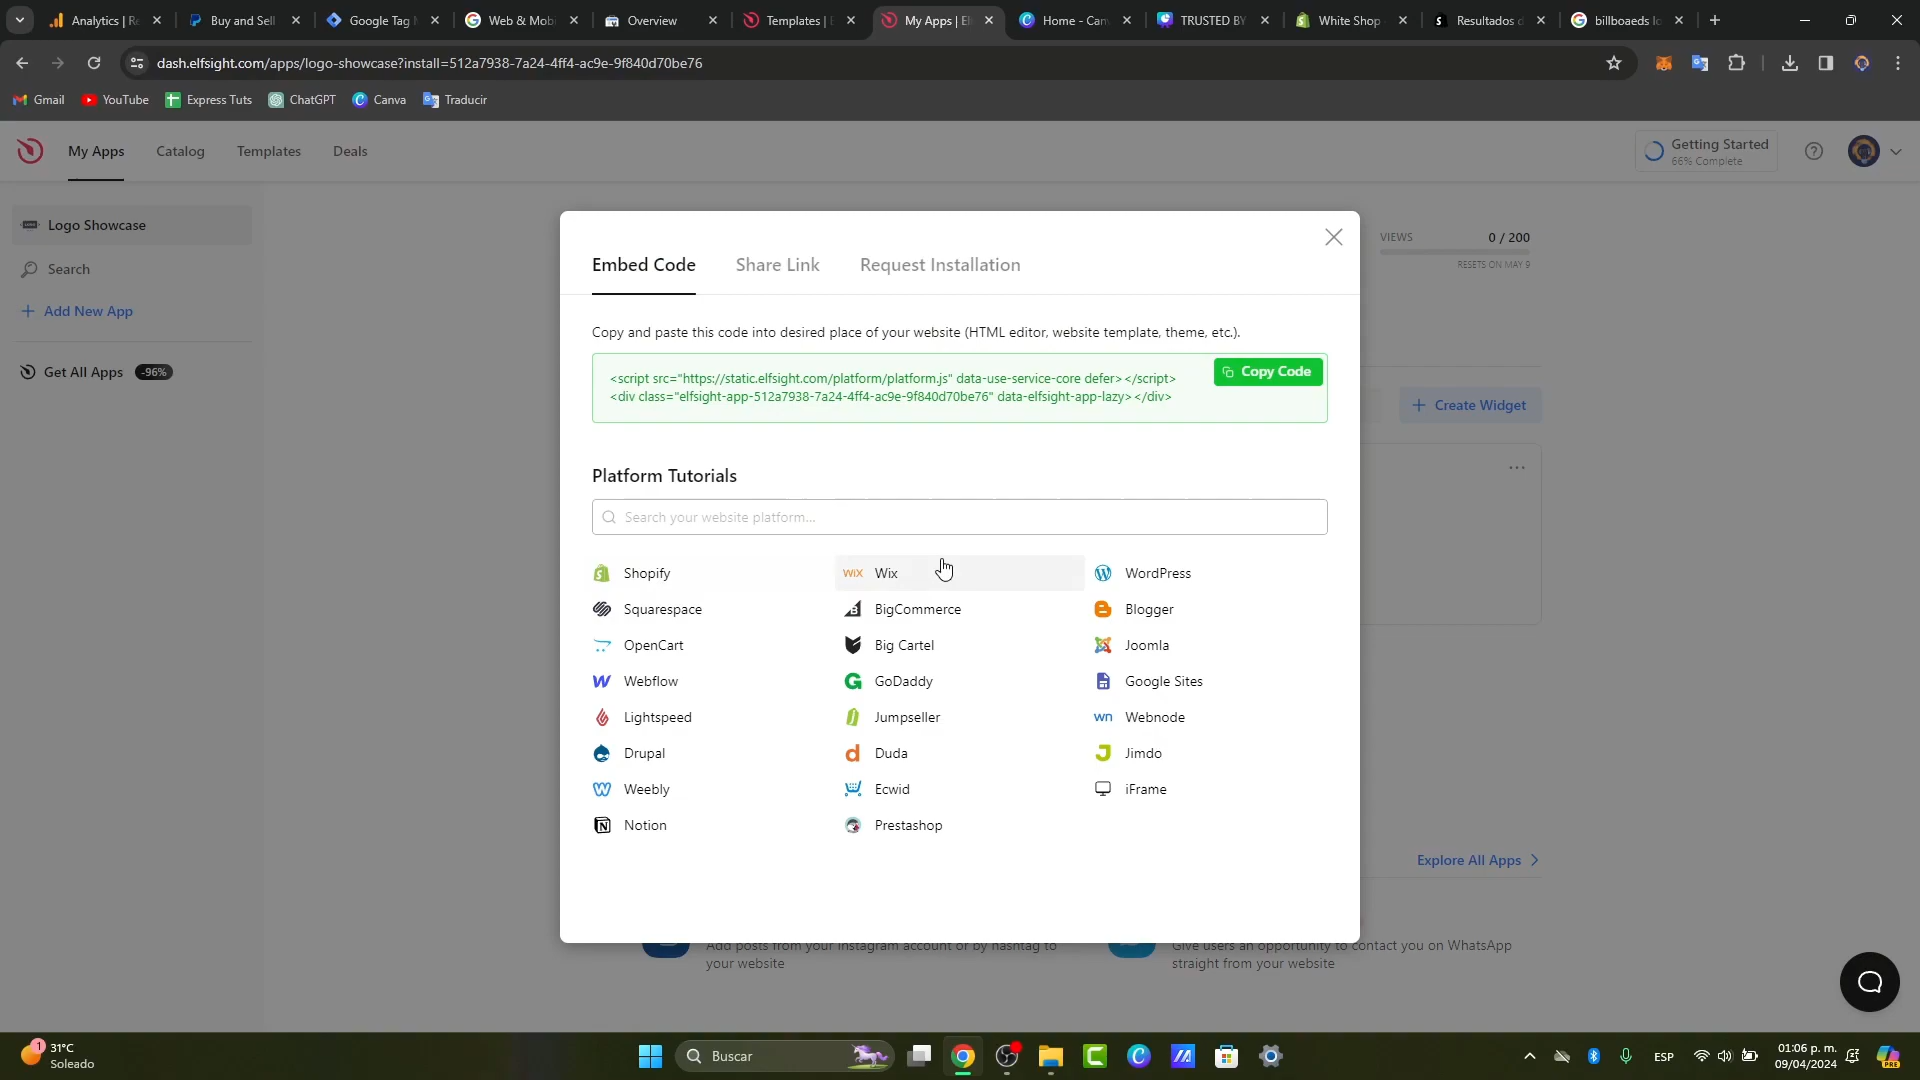 Analytics | Re
Buy and Sell
Google Tag M
Web & Mobi
Overview
Templates | E
My Apps | El
Home - Can
TRUSTED BY
White Shop
Resultados d
billboaeds lo
dash.elfsight.com/apps/logo-showcase?install=512a7938-7a24-4ff4-ac9e-9f840d70be76
Gmail
YouTube
Express Tuts
ChatGPT
Canva
Traducir
My Apps
Catalog
Templates
Deals
Getting Started
66% Complete
Logo Showcase
Search
Add New App
Get All Apps -96%
VIEWS 0 / 200
RESETS ON MAY 9
Create Widget
Embed Code
Share Link
Request Installation
Copy and paste this code into desired place of your website (HTML editor, website template, theme, etc.).
Copy Code
<script src="https://static.elfsight.com/platform/platform.js" data-use-service-core defer></script>
<div class="elfsight-app-512a7938-7a24-4ff4-ac9e-9f840d70be76" data-elfsight-app-lazy></div>
Platform Tutorials
Search your website platform...
Shopify
Wix
WordPress
Squarespace
BigCommerce
Blogger
OpenCart
Big Cartel
Joomla
Webflow
GoDaddy
Google Sites
Lightspeed
Jumpseller
Webnode
Drupal
Duda
Jimdo
Weebly
Ecwid
iFrame
Notion
Prestashop
Explore All Apps
Add posts from your Instagram account or by hashtag to
your website
Give users an opportunity to contact you on WhatsApp
straight from your website
1
31°C
Soleado
Buscar
ESP
01:06 p. m.
09/04/2024
PRE